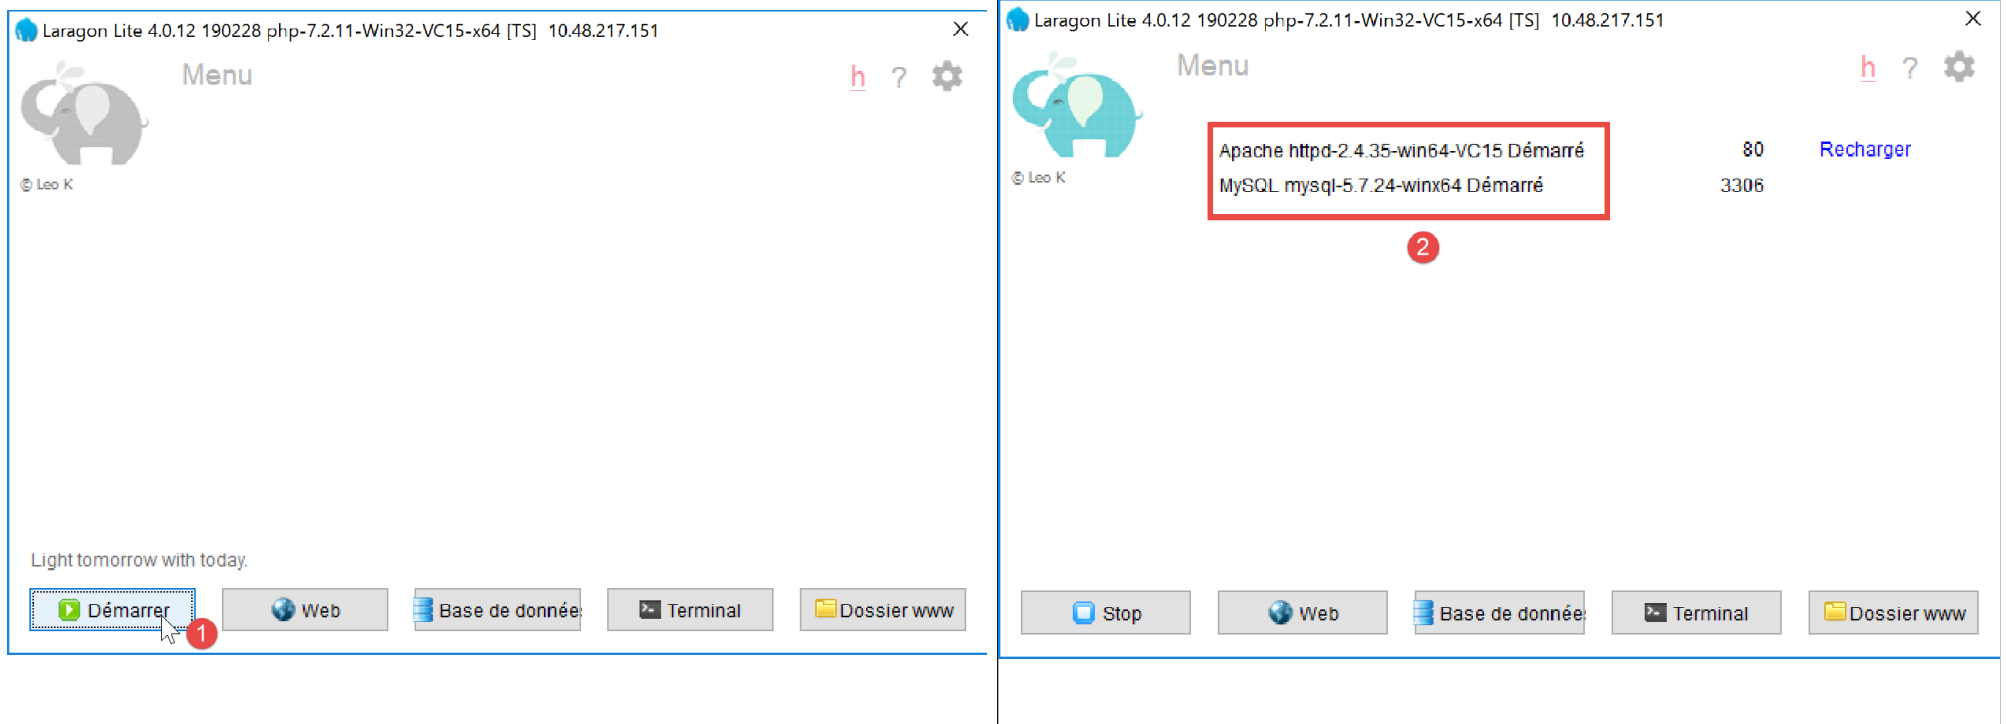 Laragon Lite 4.0.12 190228 php-7.2.11-Win32-VC15-x64 [TS] 10.48.217.151
Menu
h ?
© Leo K
Light tomorrow with today.
Démarrer
1
Web
Base de donnée
Terminal
Dossier www
Laragon Lite 4.0.12 190228 php-7.2.11-Win32-VC15-x64 [TS] 10.48.217.151
Menu
h ?
© Leo K
Apache httpd-2.4.35-win64-VC15 Démarré 80 Recharger
MySQL mysql-5.7.24-winx64 Démarré 3306
2
Stop
Web
Base de donnée
Terminal
Dossier www